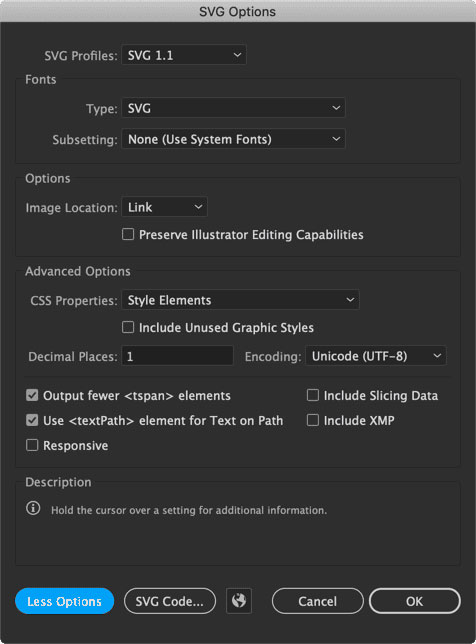 SVG Options
SVG Profiles: SVG 1.1
Fonts
Type: SVG
Subsetting: None (Use System Fonts)
Options
Image Location: Link
Preserve Illustrator Editing Capabilities
Advanced Options
CSS Properties: Style Elements
Include Unused Graphic Styles
Decimal Places: 1 Encoding: Unicode (UTF-8)
Output fewer <tspan> elements Include Slicing Data
Use <textPath> element for Text on Path Include XMP
Responsive
Description
Hold the cursor over a setting for additional information.
Less Options SVG Code... Cancel OK